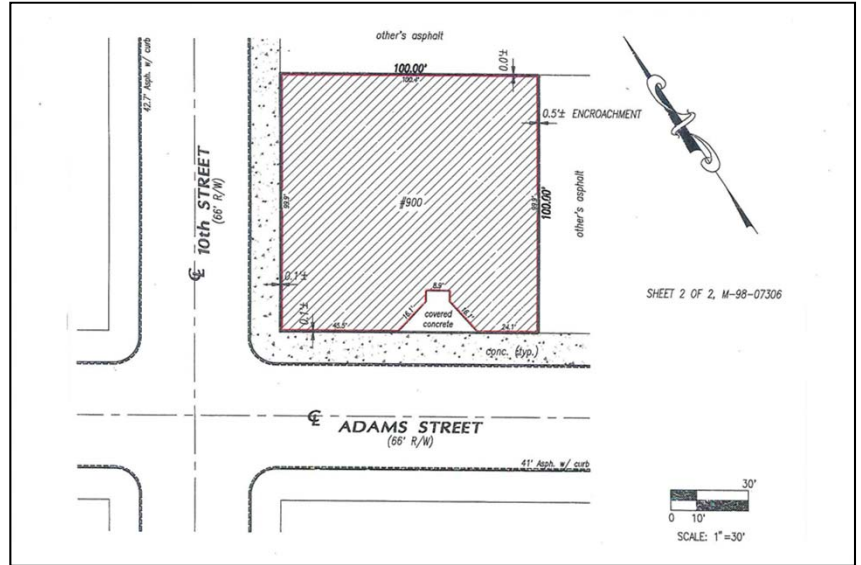 other's asphalt
100.00'
100.4'
0.0'±
42.7' Asph. w/ curb
0.5'± ENCROACHMENT
℄ 10th STREET
(66' R/W)
99.9'
#900
99.9'
100.00'
other's asphalt
0.1'±
0.1'±
8.9'
16.1'
covered
concrete
16.1'
45.5'
24.1'
conc. (typ.)
SHEET 2 OF 2, M-98-07306
℄ ADAMS STREET
(66' R/W)
41' Asph. w/ curb
30'
0 10'
SCALE: 1"=30'